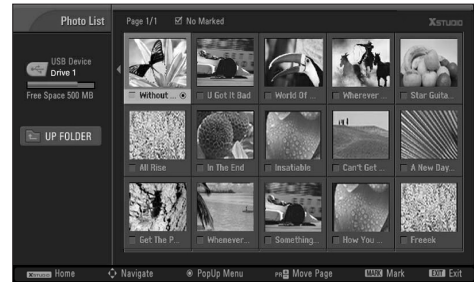 Photo List
Page 1/1 No Marked
XSTUDIO
USB Device
Drive 1
Free Space 500 MB
UP FOLDER
Without ...
U Got It Bad
World Of ...
Wherever ...
Star Guita...
All Rise
In The End
Insatiable
Can't Get ...
A New Day...
Get The P...
Whenever...
Something...
How You ...
Freeek
XSTUDIO Home
Navigate
PopUp Menu
PR Move Page
MARK Mark
EXIT Exit